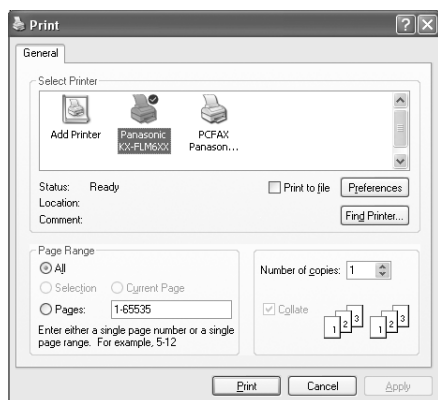 Print
General
Select Printer
Add Printer
Panasonic
KX-FLM6XX
PCFAX
Panason...
Status: Ready
Location:
Comment:
Print to file
Preferences
Find Printer...
Page Range
All
Selection Current Page
Pages: 1-65535
Enter either a single page number or a single
page range. For example, 5-12
Number of copies: 1
Collate
1 2 3 1 2 3
Print Cancel Apply